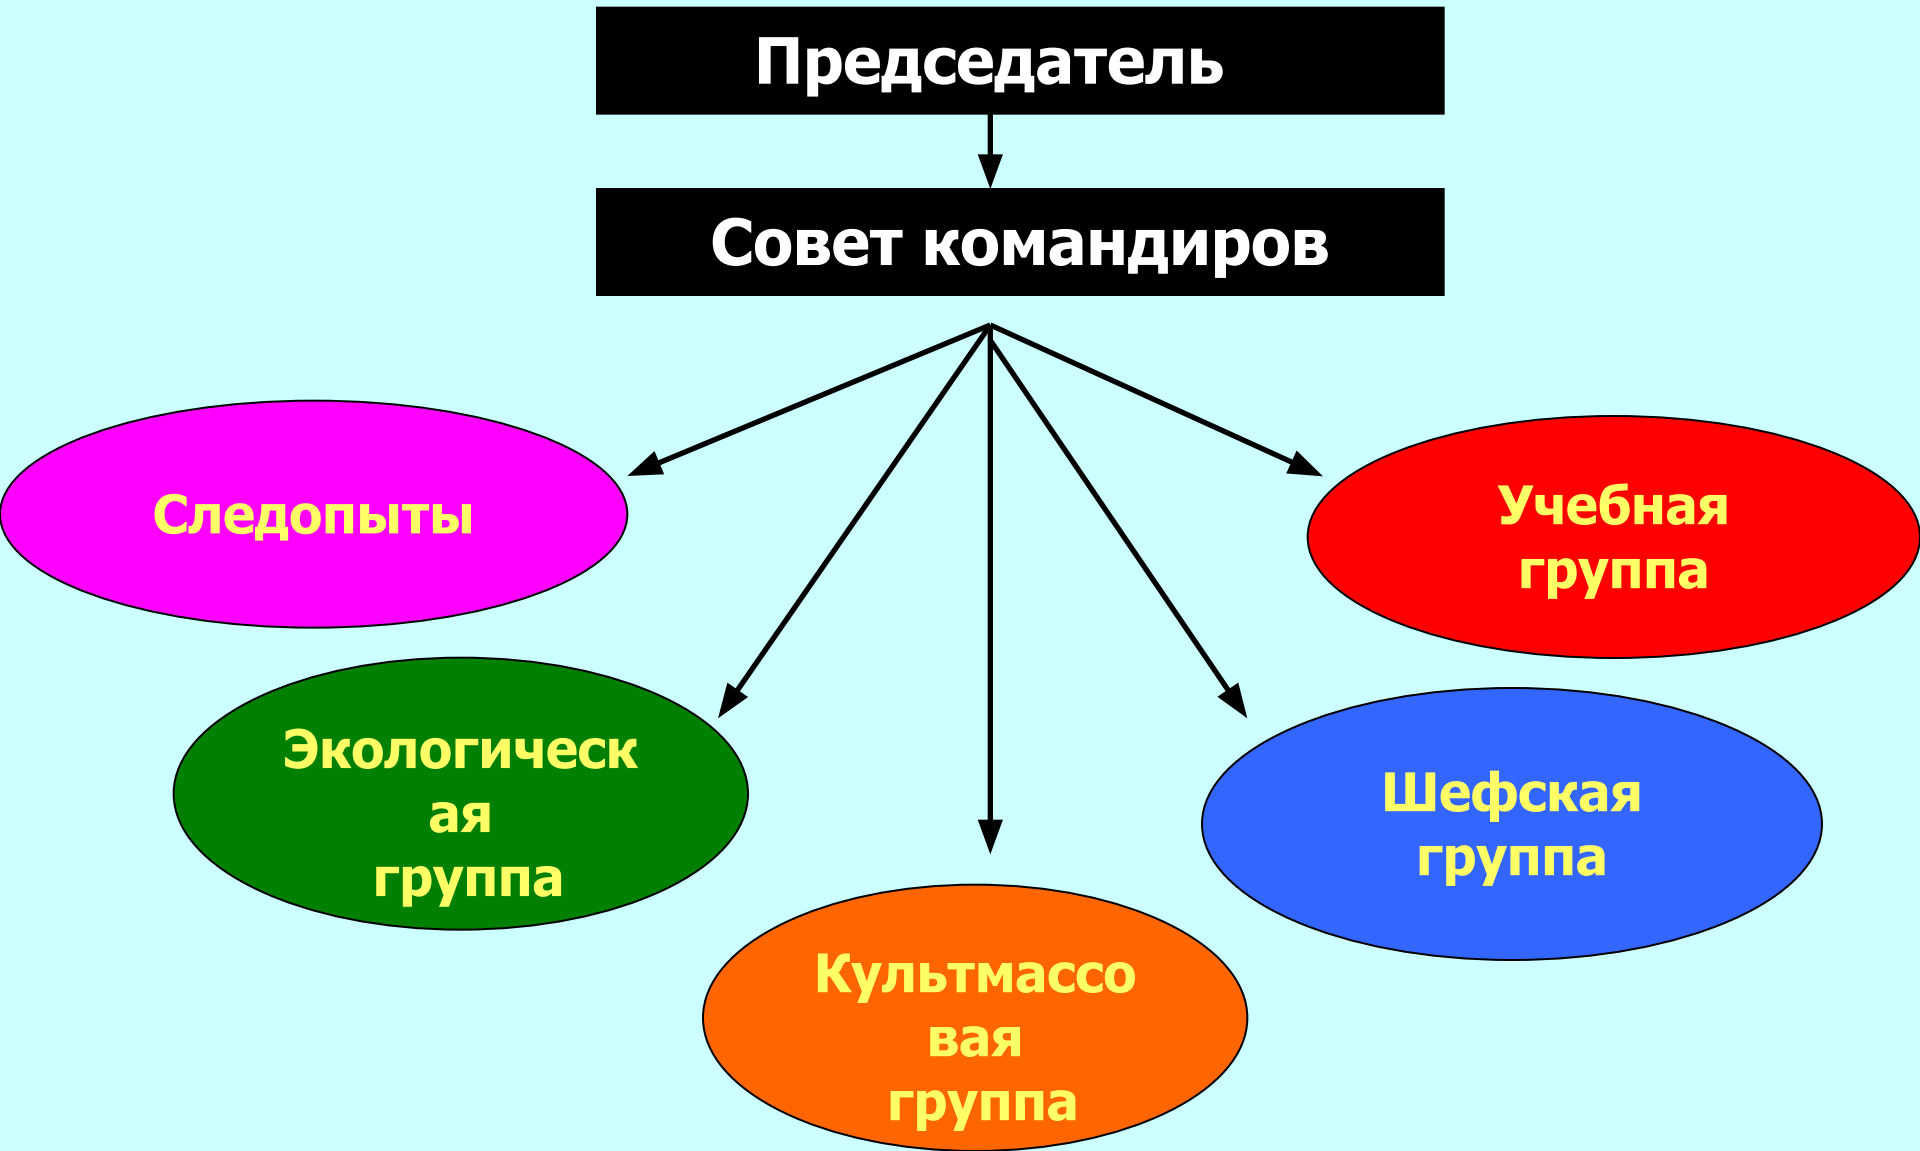 Председатель
Совет командиров
Следопыты
Учебная
группа
Экологическ
ая
группа
Шефская
группа
Культмассо
вая
группа